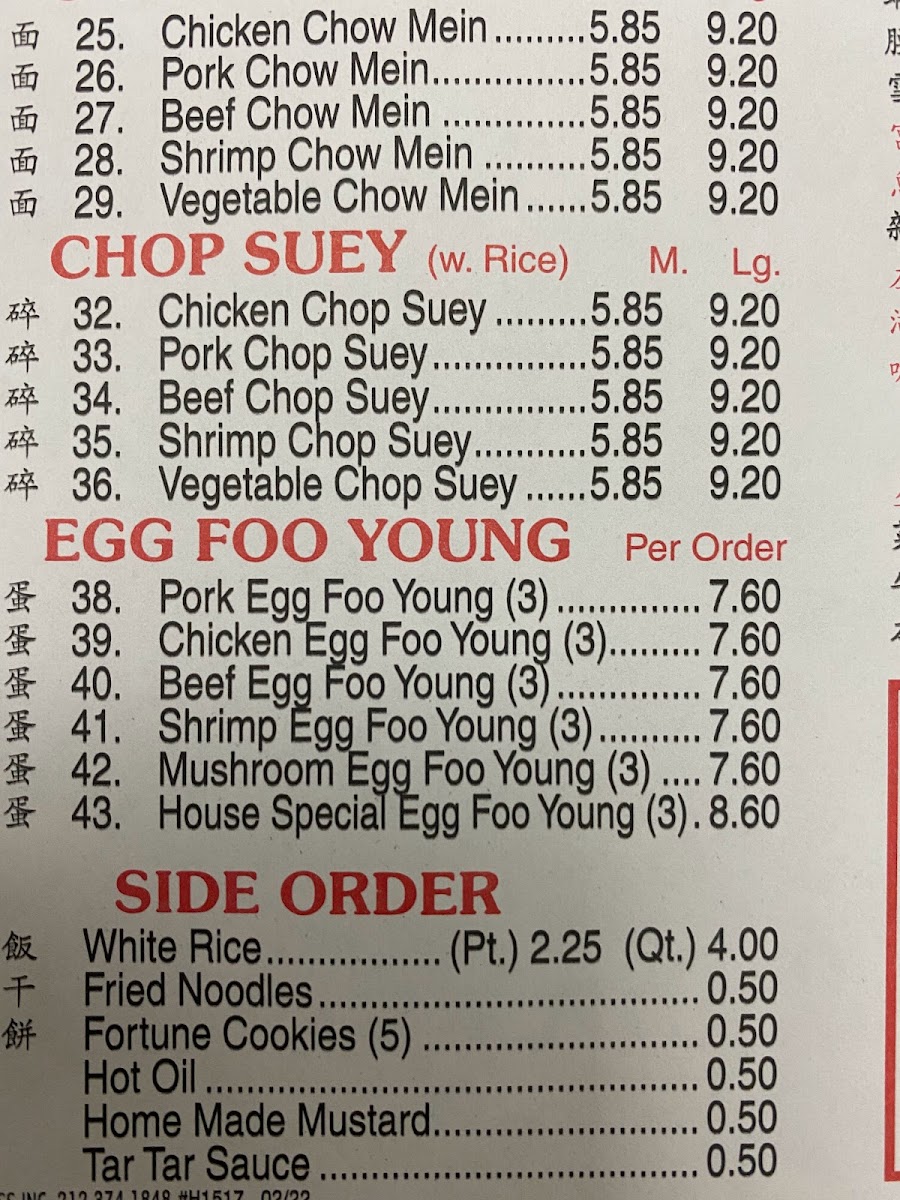 面 25. Chicken Chow Mein.........5.85 9.20
面 26. Pork Chow Mein...............5.85 9.20
面 27. Beef Chow Mein ..............5.85 9.20
面 28. Shrimp Chow Mein ..........5.85 9.20
面 29. Vegetable Chow Mein ......5.85 9.20
CHOP SUEY (w. Rice) M. Lg.
碎 32. Chicken Chop Suey .........5.85 9.20
碎 33. Pork Chop Suey...............5.85 9.20
碎 34. Beef Chop Suey...............5.85 9.20
碎 35. Shrimp Chop Suey...........5.85 9.20
碎 36. Vegetable Chop Suey ......5.85 9.20
EGG FOO YOUNG Per Order
蛋 38. Pork Egg Foo Young (3) .............. 7.60
蛋 39. Chicken Egg Foo Young (3)......... 7.60
蛋 40. Beef Egg Foo Young (3).............. 7.60
蛋 41. Shrimp Egg Foo Young (3) .......... 7.60
蛋 42. Mushroom Egg Foo Young (3) .... 7.60
蛋 43. House Special Egg Foo Young (3). 8.60
SIDE ORDER
飯 White Rice................. (Pt.) 2.25 (Qt.) 4.00
干 Fried Noodles ..................................... 0.50
餅 Fortune Cookies (5) ........................... 0.50
Hot Oil ................................................ 0.50
Home Made Mustard.......................... 0.50
Tar Tar Sauce ..................................... 0.50
INC. 212 374 1848 #H1517 02/22